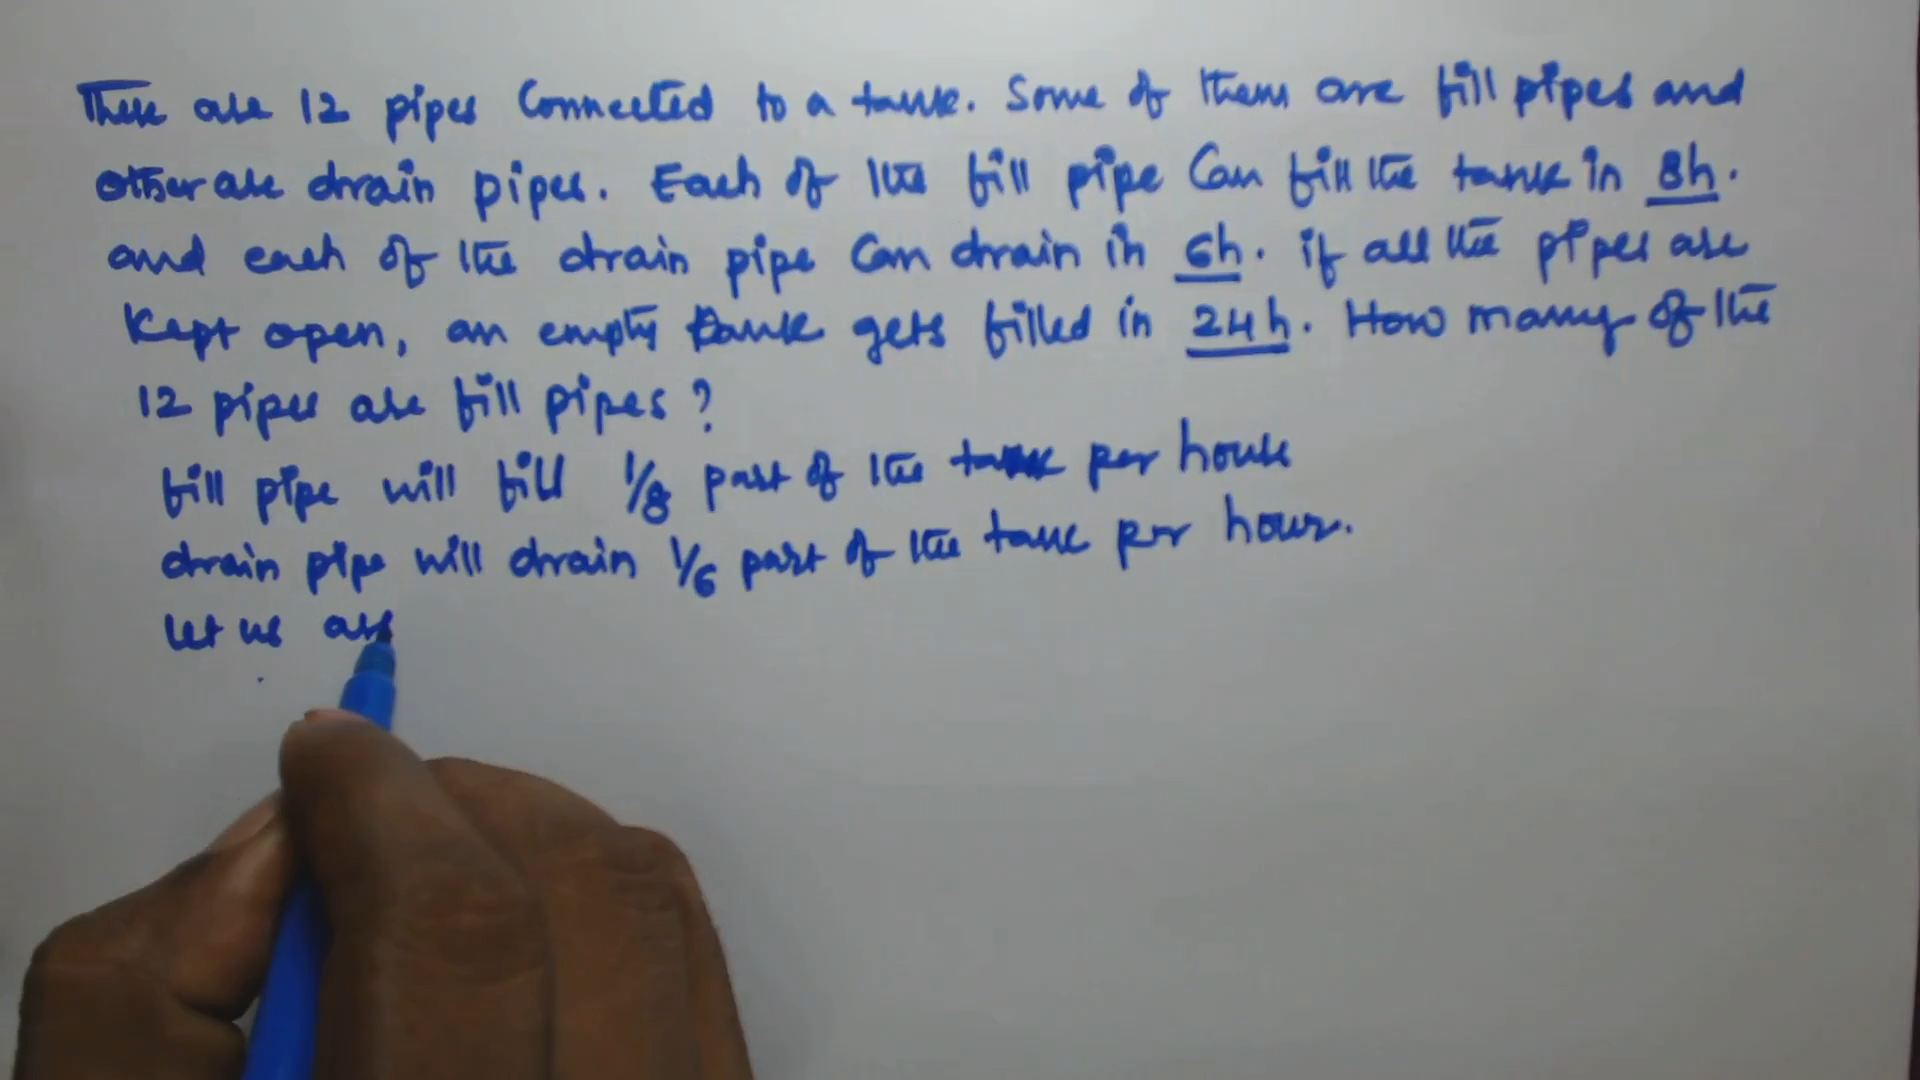 There are 12 pipes Connected to a tank. Some of them are fill pipes and
other are drain pipes. Each of the fill pipe Can fill the tank in 8h.
and each of the drain pipe Can drain in 6h. if all the pipes are
kept open, an empty tank gets filled in 24h. How many of the
12 pipes are fill pipes?
fill pipe will fill 1/8 part of the tank per hour
drain pipe will drain 1/6 part of the tank per hour.
let us ass